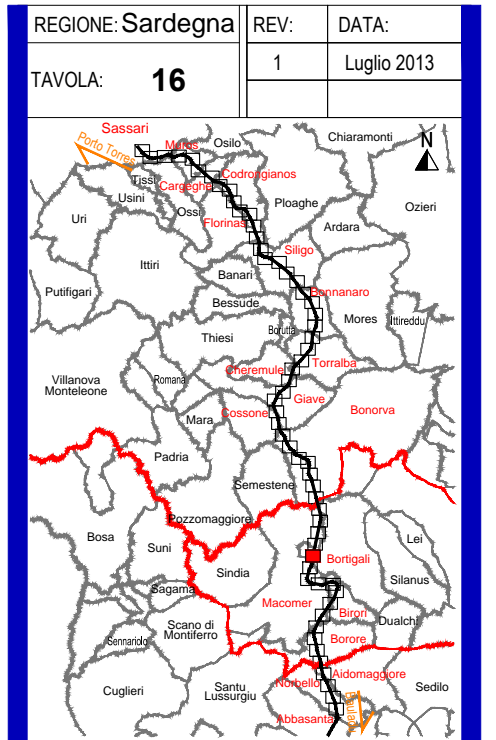 REGIONE: Sardegna
REV:
DATA:
TAVOLA: 16
1
Luglio 2013
Sassari
Porto Torres
Muros
Osilo
Chiaramonti
N
Tissi
Cargeghe
Codrongianos
Usini
Ossi
Ploaghe
Ozieri
Uri
Florinas
Ardara
Siligo
Ittiri
Banari
Putifigari
Bonnanaro
Bessude
Mores
Ittireddu
Thiesi
Borutta
Cheremule
Torralba
Villanova
Monteleone
Romana
Giave
Cossone
Bonorva
Mara
Padria
Semestene
Pozzomaggiore
Bosa
Suni
Lei
Bortigali
Sindia
Silanus
Sagama
Macomer
Birori
Dualchi
Scano di
Montiferro
Sennariolo
Borore
Aidomaggiore
Norbello
Sedilo
Cuglieri
Santu
Lussurgiu
Abbasanta